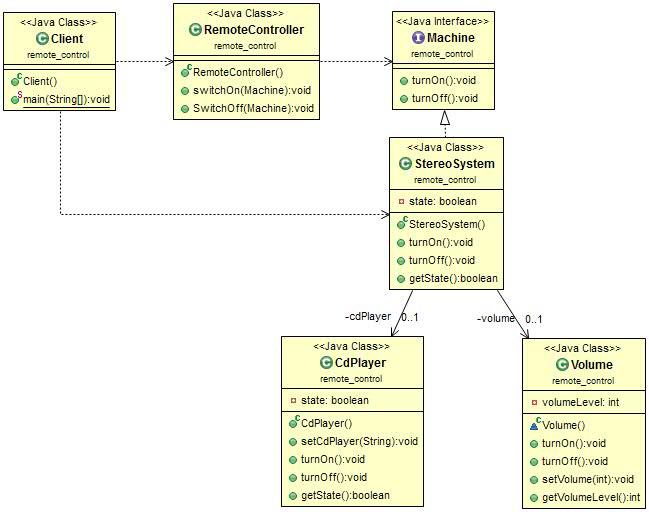 <<Java Class>>
Client
remote_control
Client()
main(String[]):void
<<Java Class>>
RemoteController
remote_control
RemoteController()
switchOn(Machine):void
SwitchOff(Machine):void
<<Java Interface>>
Machine
remote_control
turnOn():void
turnOff():void
<<Java Class>>
StereoSystem
remote_control
state: boolean
StereoSystem()
turnOn():void
turnOff():void
getState():boolean
-cdPlayer 0..1
-volume 0..1
<<Java Class>>
CdPlayer
remote_control
state: boolean
CdPlayer()
setCdPlayer(String):void
turnOn():void
turnOff():void
getState():boolean
<<Java Class>>
Volume
remote_control
volumeLevel: int
Volume()
turnOn():void
turnOff():void
setVolume(int):void
getVolumeLevel():int